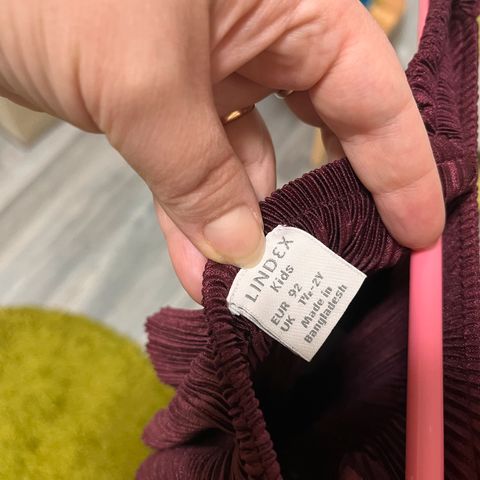 LINDEX
Kids
EUR 92
UK 1½-2Y
Made in
Bangladesh